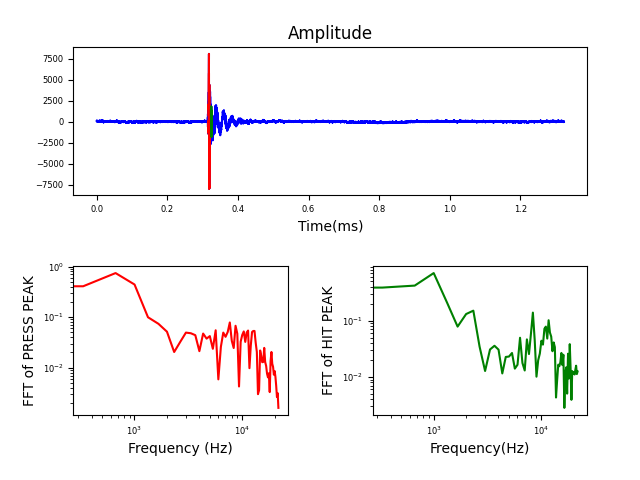 Amplitude
7500
5000
2500
0
−2500
−5000
−7500
0.0 0.2 0.4 0.6 0.8 1.0 1.2
Time(ms)
FFT of PRESS PEAK
10⁰
10⁻¹
10⁻²
10³ 10⁴
Frequency (Hz)
FFT of HIT PEAK
10⁻¹
10⁻²
10³ 10⁴
Frequency(Hz)